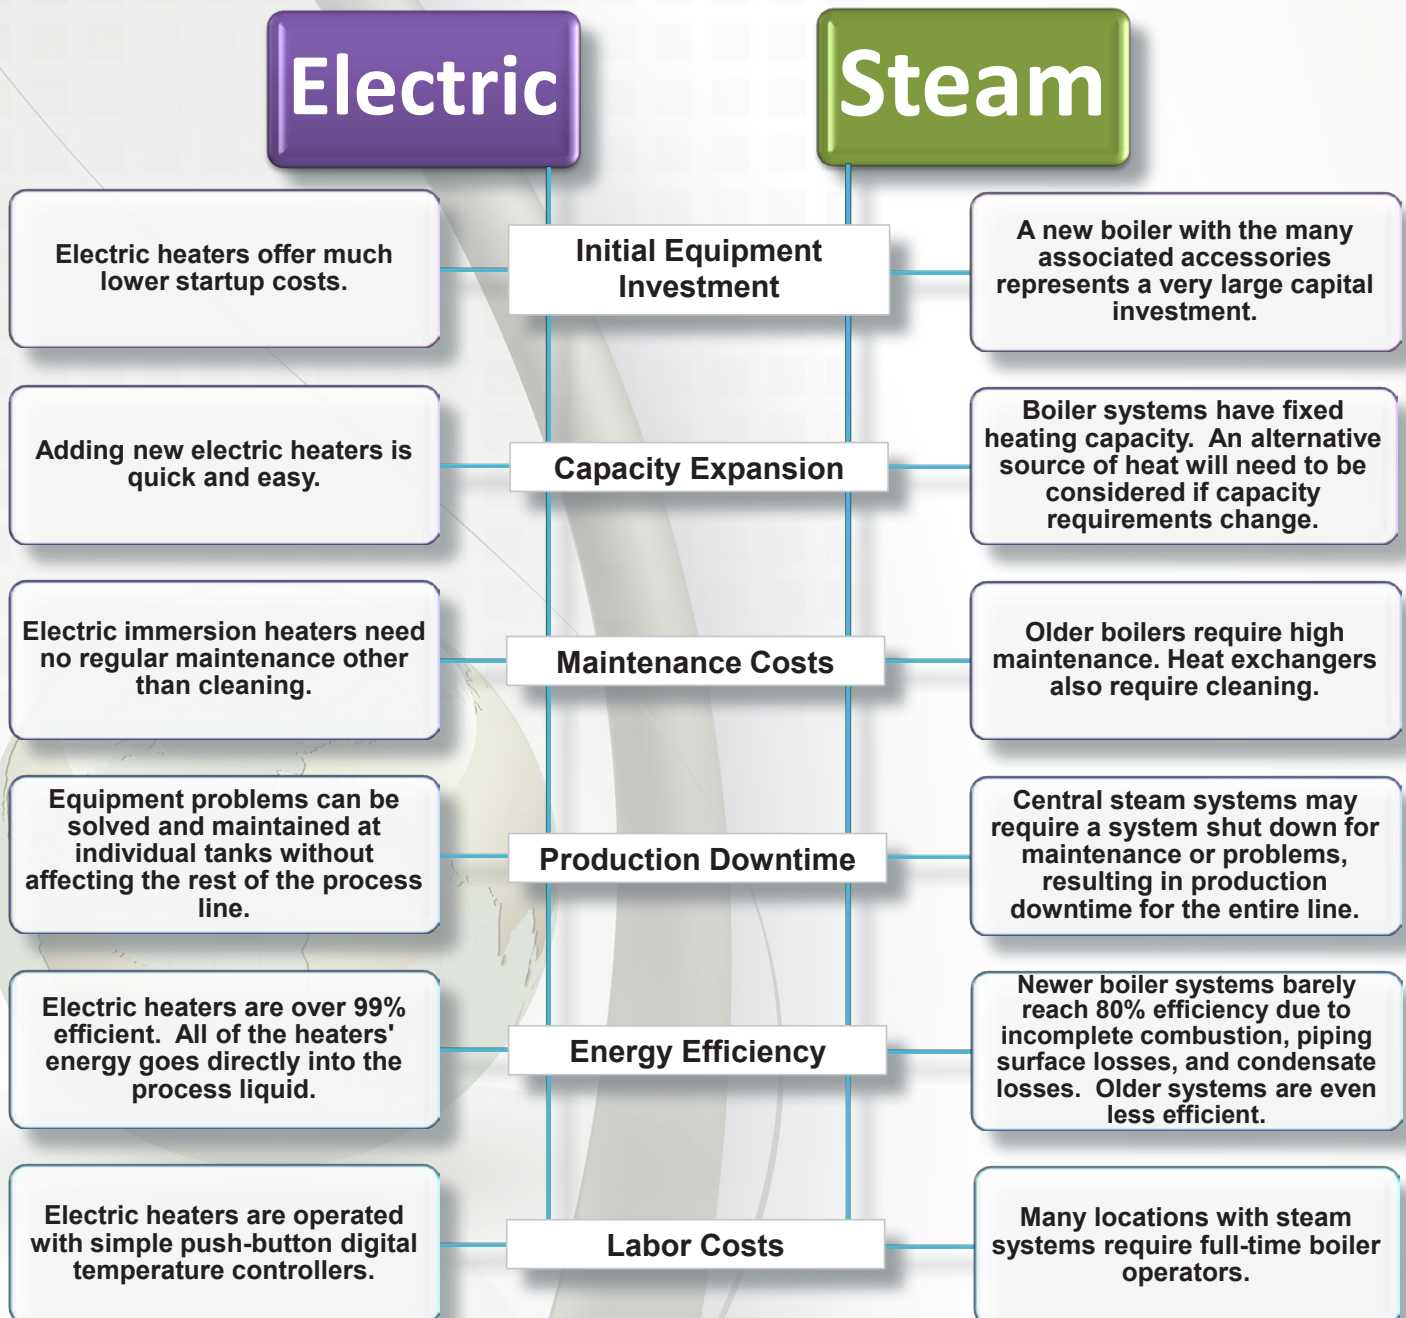 Electric
Steam
Electric heaters offer much
lower startup costs.
Initial Equipment
Investment
A new boiler with the many
associated accessories
represents a very large capital
investment.
Adding new electric heaters is
quick and easy.
Capacity Expansion
Boiler systems have fixed
heating capacity.  An alternative
source of heat will need to be
considered if capacity
requirements change.
Electric immersion heaters need
no regular maintenance other
than cleaning.
Maintenance Costs
Older boilers require high
maintenance. Heat exchangers
also require cleaning.
Equipment problems can be
solved and maintained at
individual tanks without
affecting the rest of the process
line.
Production Downtime
Central steam systems may
require a system shut down for
maintenance or problems,
resulting in production
downtime for the entire line.
Electric heaters are over 99%
efficient.  All of the heaters'
energy goes directly into the
process liquid.
Energy Efficiency
Newer boiler systems barely
reach 80% efficiency due to
incomplete combustion, piping
surface losses, and condensate
losses.  Older systems are even
less efficient.
Electric heaters are operated
with simple push-button digital
temperature controllers.
Labor Costs
Many locations with steam
systems require full-time boiler
operators.